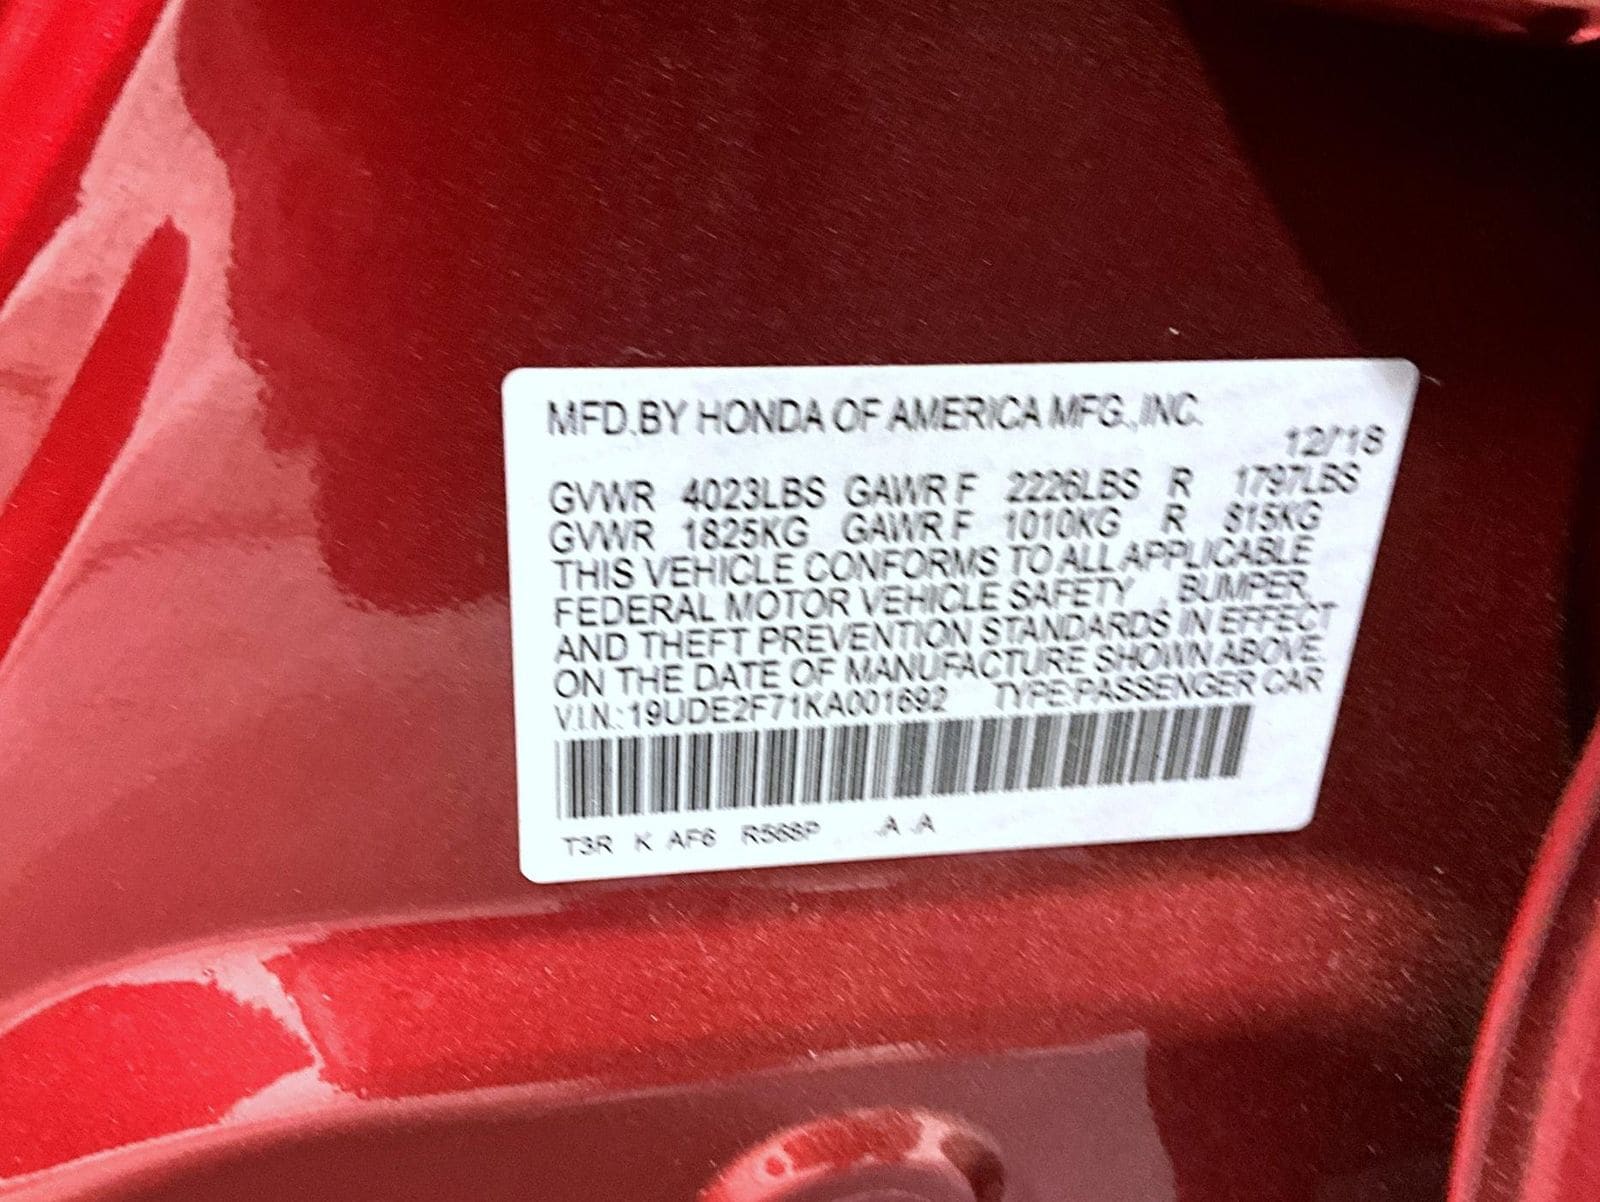 MFD.BY HONDA OF AMERICA MFG.,INC.
12/18
GVWR 4023LBS GAWR F 2226LBS R 1797LBS
GVWR 1825KG GAWR F 1010KG R 815KG
THIS VEHICLE CONFORMS TO ALL APPLICABLE
FEDERAL MOTOR VEHICLE SAFETY , BUMPER,
AND THEFT PREVENTION STANDARDS IN EFFECT
ON THE DATE OF MANUFACTURE SHOWN ABOVE.
V.I.N.:19UDE2F71KA001692 TYPE:PASSENGER CAR
T3R K AF6 R568P .A .A